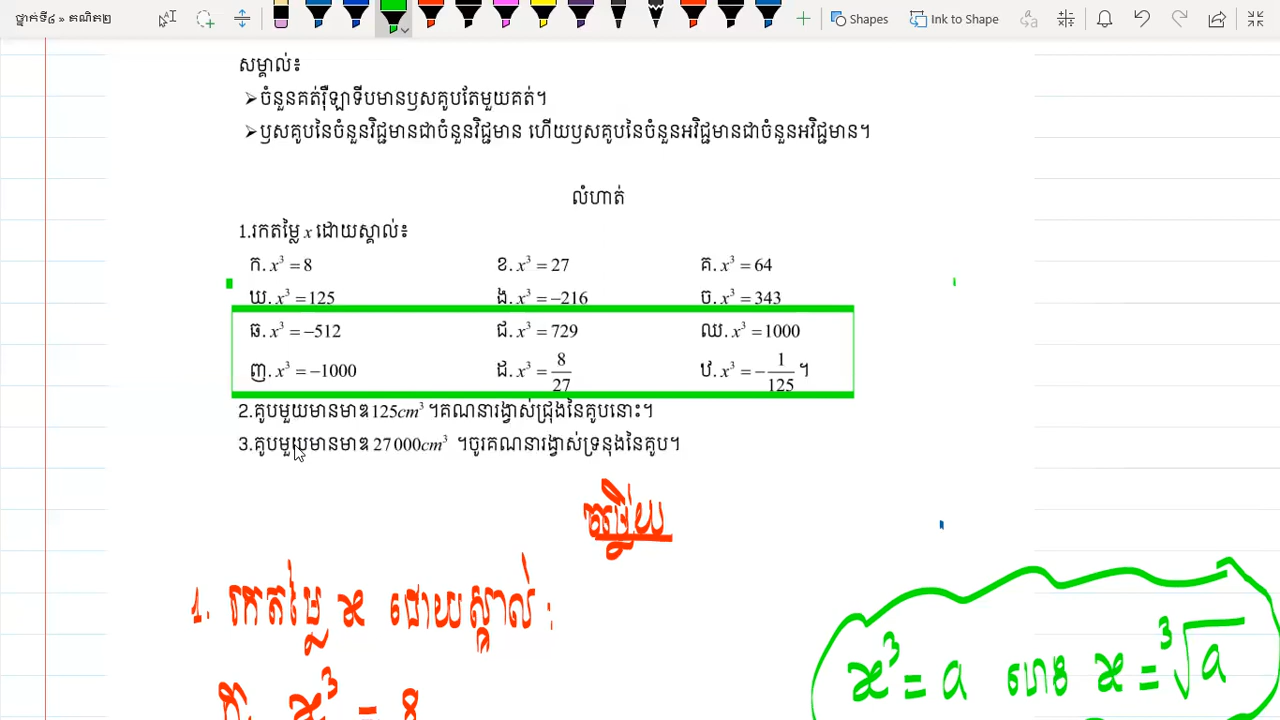 ថ្នាក់ទី៨ » គណិត២
Shapes
Ink to Shape
សម្គាល់៖
➢ចំនួនគត់រ៉ឺឡាទីបមានឫសគូបតែមួយគត់។
➢ឫសគូបនៃចំនួនវិជ្ជមានជាចំនួនវិជ្ជមាន ហើយឫសគូបនៃចំនួនអវិជ្ជមានជាចំនួនអវិជ្ជមាន។
លំហាត់
1.រកតម្លៃ x ដោយស្គាល់៖
ក. x³ = 8 ខ. x³ = 27 គ. x³ = 64
ឃ. x³ = 125 ង. x³ = −216 ច. x³ = 343
ឆ. x³ = −512 ជ. x³ = 729 ឈ. x³ = 1000
ញ. x³ = −1000 ដ. x³ = 8/27 ឋ. x³ = −1/125 ។
2.គូបមួយមានមាឌ 125cm³ ។គណនារង្វាស់ជ្រុងនៃគូបនោះ។
3.គូបមួយមានមាឌ 27 000cm³ ។ចូរគណនារង្វាស់ទ្រនុងនៃគូប។
ចម្លើយ
1. រកតម្លៃ x ដោយស្គាល់ :
x³ = a ហើយ x = ³√a
ក. x³ = 8